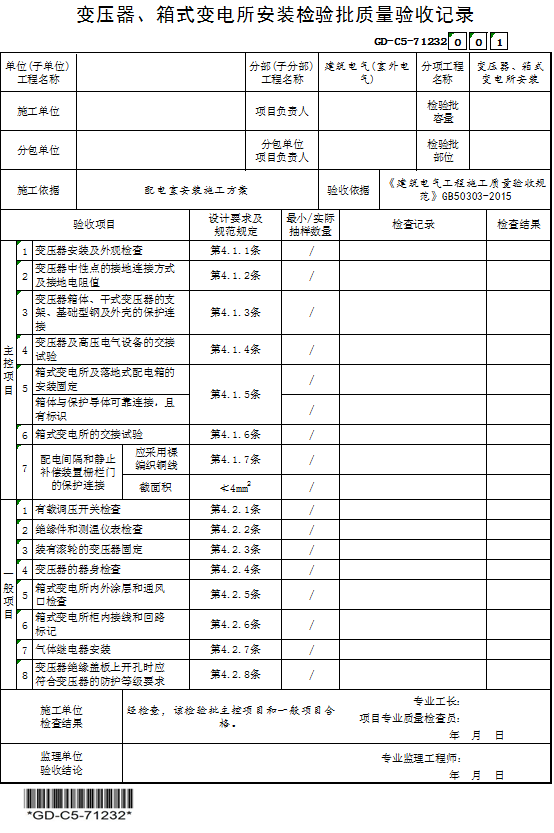 变压器、箱式变电所安装检验批质量验收记录
GD-C5-71232 0 0 1
单位(子单位)
工程名称
分部(子分部)
工程名称
建筑电气(室外电
气)
分项工程
名称
变压器、箱式
变电所安装
施工单位
项目负责人
检验批
容量
分包单位
分包单位
项目负责人
检验批
部位
施工依据
配电室安装施工方案
验收依据
《建筑电气工程施工质量验收规
范》GB50303-2015
验收项目
设计要求及
规范规定
最小/实际
抽样数量
检查记录
检查结果
主控项目
1 变压器安装及外观检查 第4.1.1条 /
2 变压器中性点的接地连接方式
及接地电阻值 第4.1.2条 /
3 变压器箱体、干式变压器的支
架、基础型钢及外壳的保护连
接 第4.1.3条 /
4 变压器及高压电气设备的交接
试验 第4.1.4条 /
5 箱式变电所及落地式配电箱的
安装固定 第4.1.5条 /
箱体与保护导体可靠连接，且
有标识 /
6 箱式变电所的交接试验 第4.1.6条 /
7 配电间隔和静止
补偿装置栅栏门
的保护连接
应采用裸
编织铜线 第4.1.7条 /
截面积 ≮4mm² /
一般项目
1 有载调压开关检查 第4.2.1条 /
2 绝缘件和测温仪表检查 第4.2.2条 /
3 装有滚轮的变压器固定 第4.2.3条 /
4 变压器的器身检查 第4.2.4条 /
5 箱式变电所内外涂层和通风
口检查 第4.2.5条 /
6 箱式变电所柜内接线和回路
标记 第4.2.6条 /
7 气体继电器安装 第4.2.7条 /
8 变压器绝缘盖板上开孔时应
符合变压器的防护等级要求 第4.2.8条 /
施工单位
检查结果
经检查，该检验批主控项目和一般项目合
格。
专业工长：
项目专业质量检查员：
年 月 日
监理单位
验收结论
专业监理工程师：
年 月 日
*GD-C5-71232*